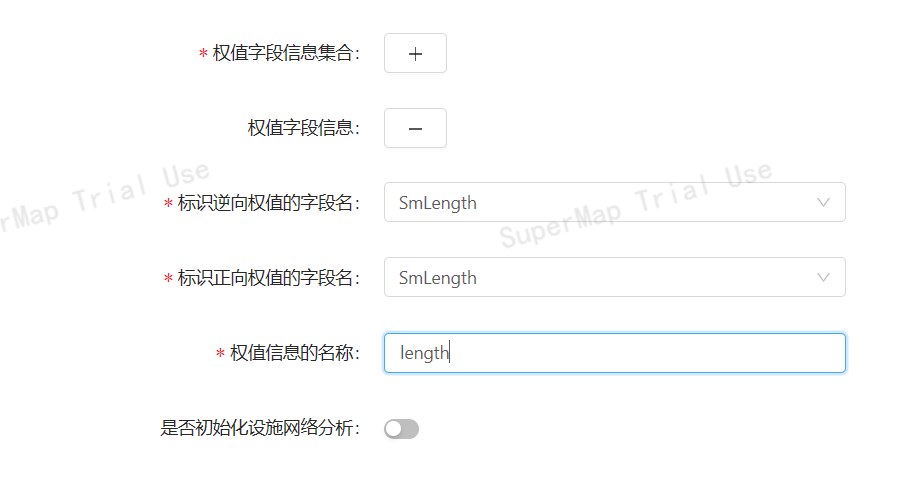 * 权值字段信息集合: +
权值字段信息: −
* 标识逆向权值的字段名: SmLength
* 标识正向权值的字段名: SmLength
* 权值信息的名称: length
是否初始化设施网络分析:
erMap Trial Use
SuperMap Trial Use